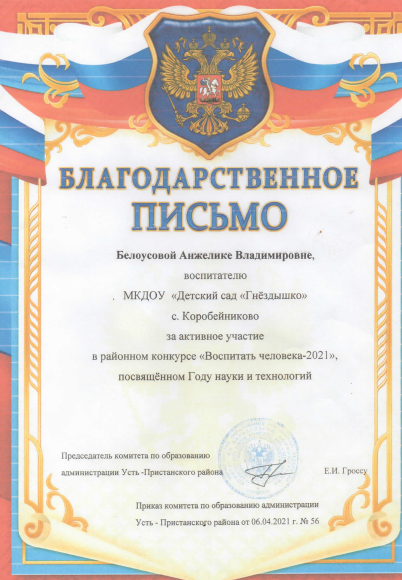 БЛАГОДАРСТВЕННОЕ
ПИСЬМО
Белоусовой Анжелике Владимировне,
воспитателю
МКДОУ «Детский сад «Гнёздышко»
с. Коробейниково
за активное участие
в районном конкурсе «Воспитать человека-2021»,
посвящённом Году науки и технологий
Председатель комитета по образованию
администрации Усть -Пристанского района
Е.И. Гроссу
Приказ комитета по образованию администрации
Усть - Пристанского района от 06.04.2021 г. № 56